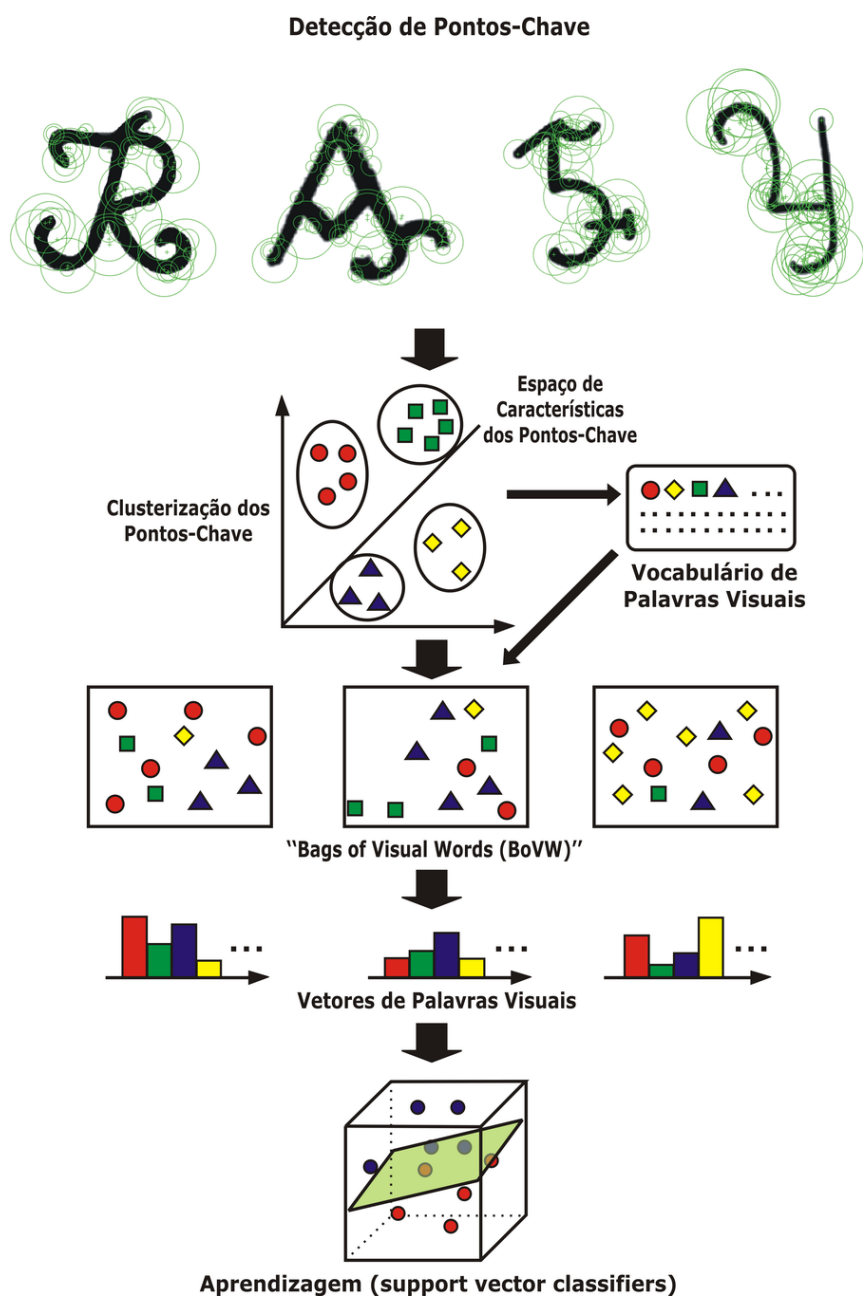 Detecção de Pontos-Chave
Espaço de
Características
dos Pontos-Chave
Clusterização dos
Pontos-Chave
Vocabulário de
Palavras Visuais
"Bags of Visual Words (BoVW)"
Vetores de Palavras Visuais
Aprendizagem (support vector classifiers)